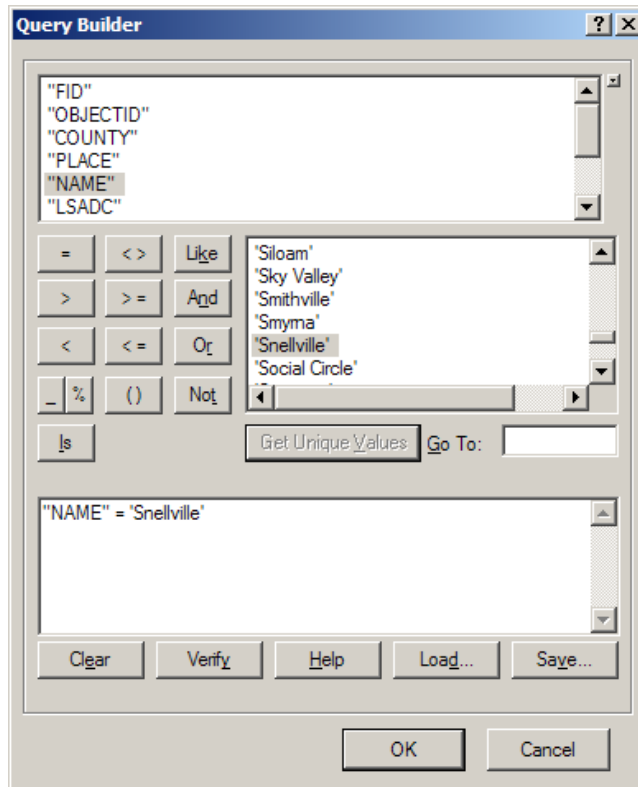 Query Builder
"FID"
"OBJECTID"
"COUNTY"
"PLACE"
"NAME"
"LSADC"
= < > Like
> > = And
< < = Or
_ % ( ) Not
Is
'Siloam'
'Sky Valley'
'Smithville'
'Smyrna'
'Snellville'
'Social Circle'
Get Unique Values Go To:
"NAME" = 'Snellville'
Clear Verify Help Load... Save...
OK Cancel